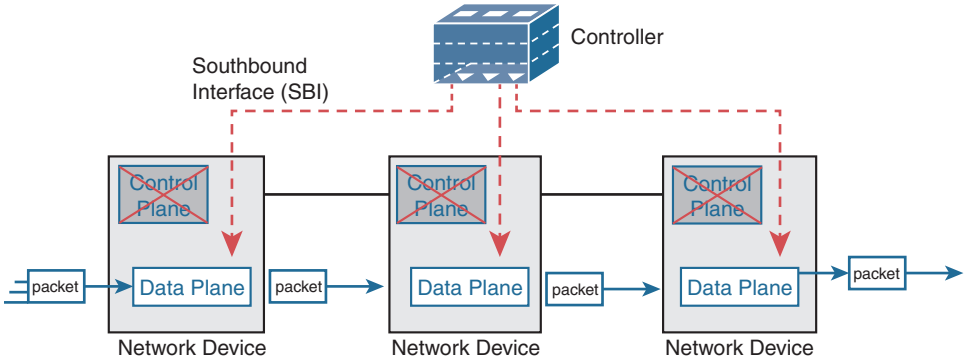 Controller
Southbound
Interface (SBI)
Control
Plane
Control
Plane
Control
Plane
packet
Data Plane
packet
Data Plane
packet
Data Plane
packet
Network Device
Network Device
Network Device